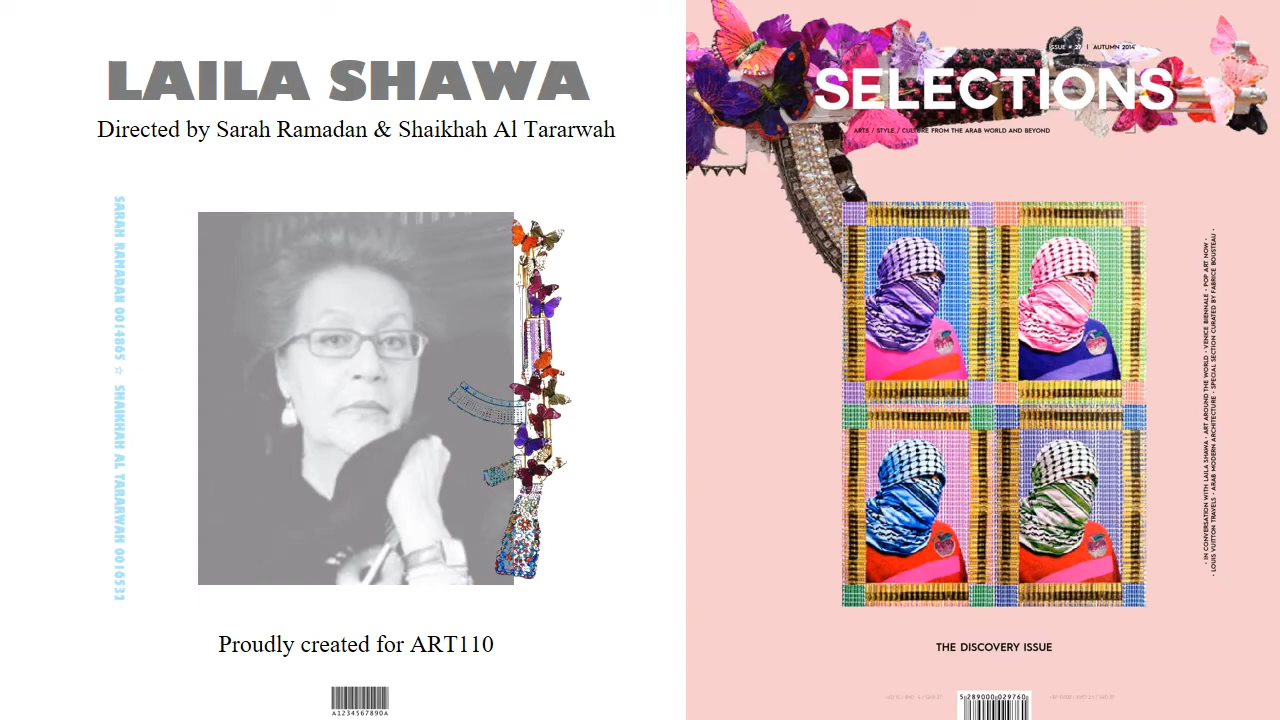 LAILA SHAWA
Directed by Sarah Ramadan & Shaikhah Al Tararwah
SARAH RAMADAN 0014865 ☆ SHAIKHAH AL TARARWAH 0016533
Proudly created for ART110
A1234567890A
ISSUE # 27 | AUTUMN 2014
SELECTIONS
ARTS / STYLE / CULTURE FROM THE ARAB WORLD AND BEYOND
• IN CONVERSATION WITH LAILA SHAWA • ART AROUND THE WORLD • VENICE BIENNALE • POP ART NOW •
• LOUIS VUITTON TRAVELS • ARAB MODERN ARCHITECTURE • SPECIAL SECTION CURATED BY FABRICE BOUSTEAU •
THE DISCOVERY ISSUE
5289000029760